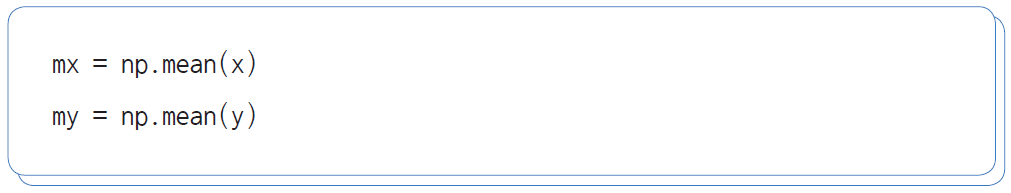 mx = np.mean(x)
my = np.mean(y)